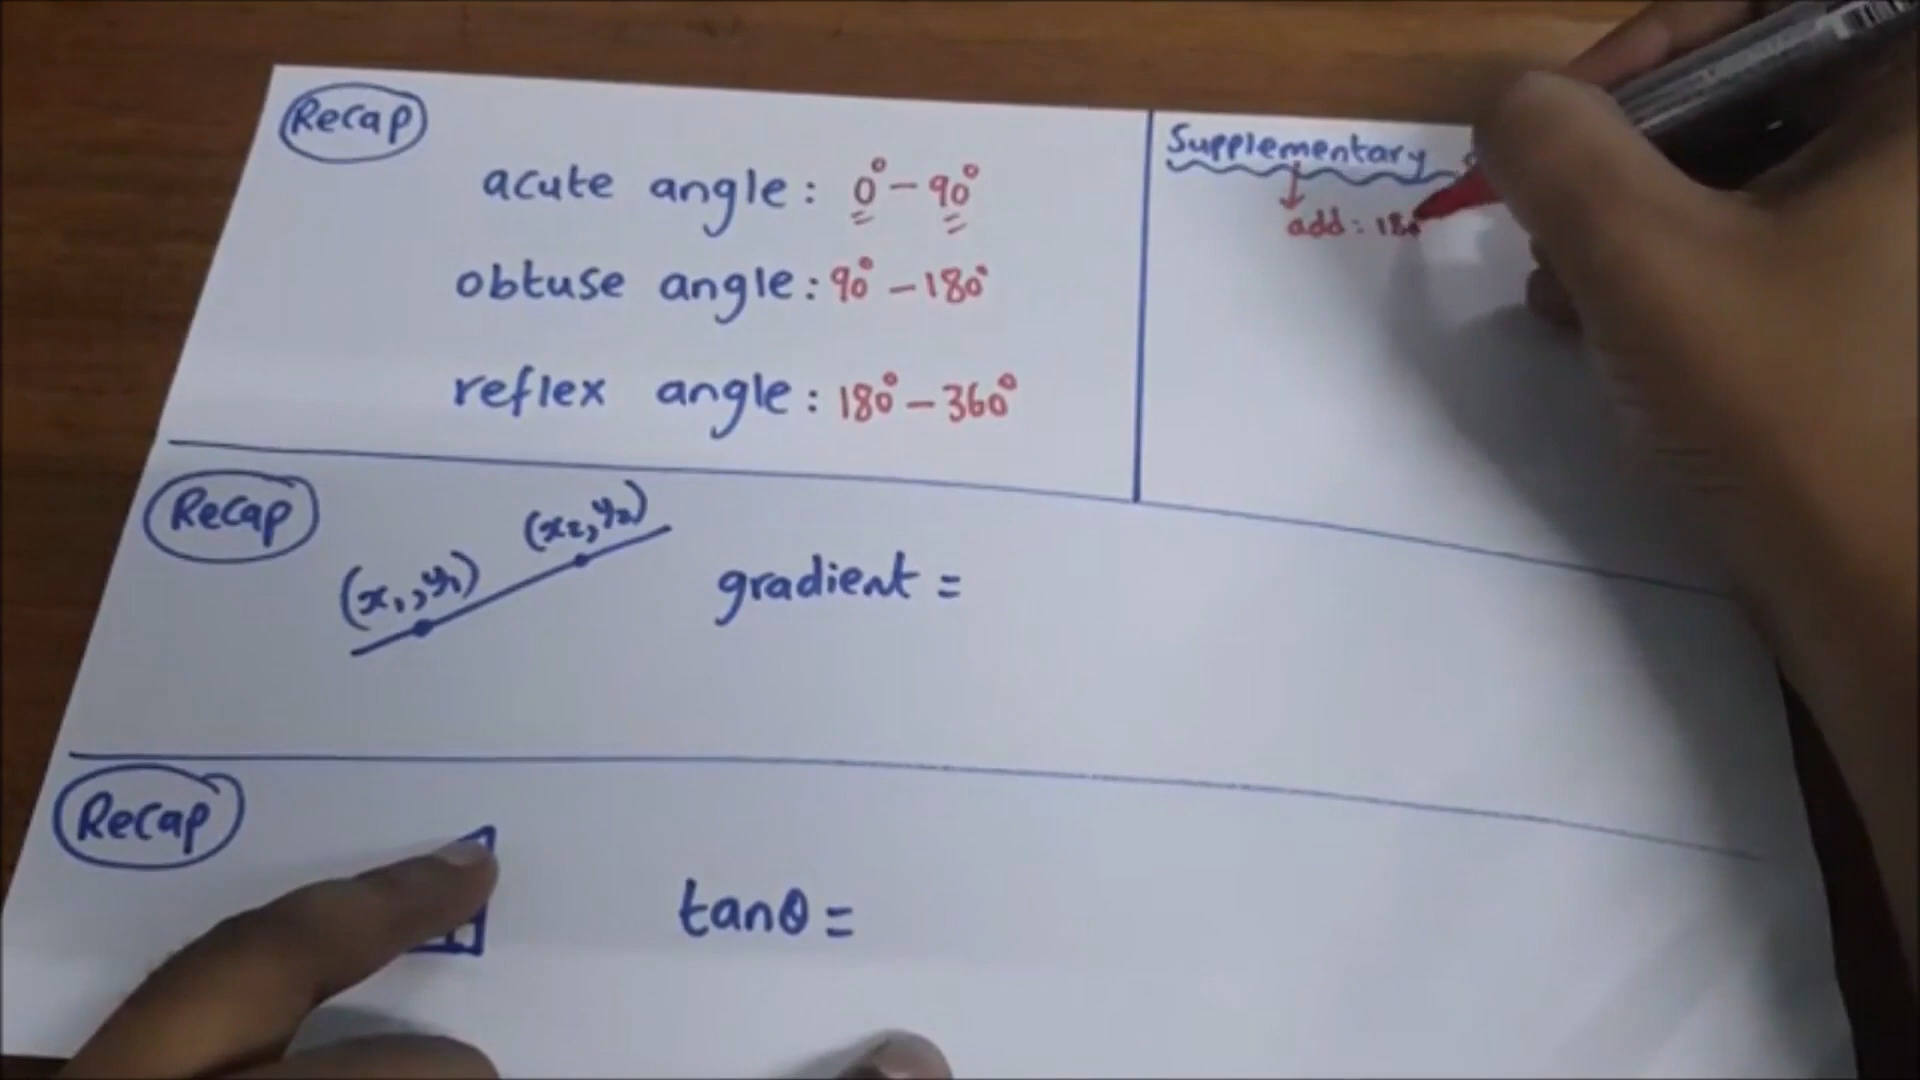 Recap
acute angle: 0° – 90°
obtuse angle: 90° – 180°
reflex angle: 180° – 360°
Supplementary
add: 180
Recap
(x₁, y₁)
(x₂, y₂)
gradient =
Recap
tanθ =